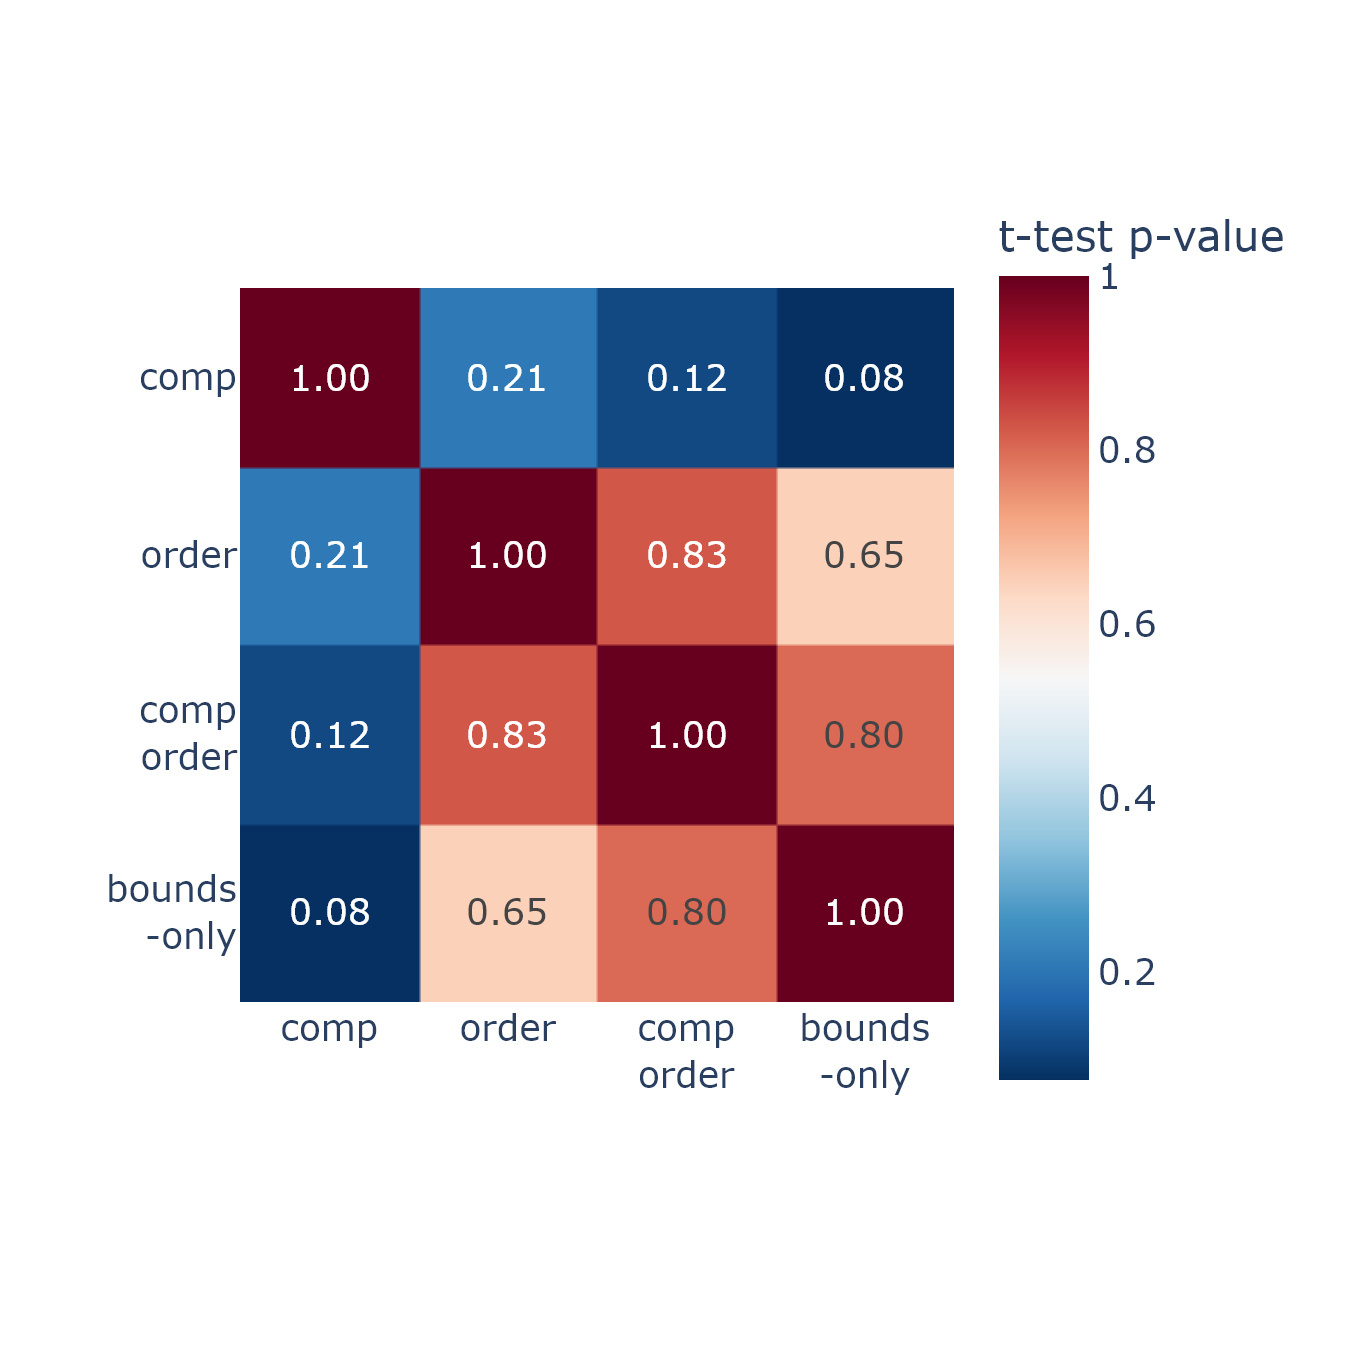 t-test p-value
1
0.8
0.6
0.4
0.2
comp
1.00 0.21 0.12 0.08
order
0.21 1.00 0.83 0.65
comp
order
0.12 0.83 1.00 0.80
bounds
-only
0.08 0.65 0.80 1.00
comp
order
comp
order
bounds
-only